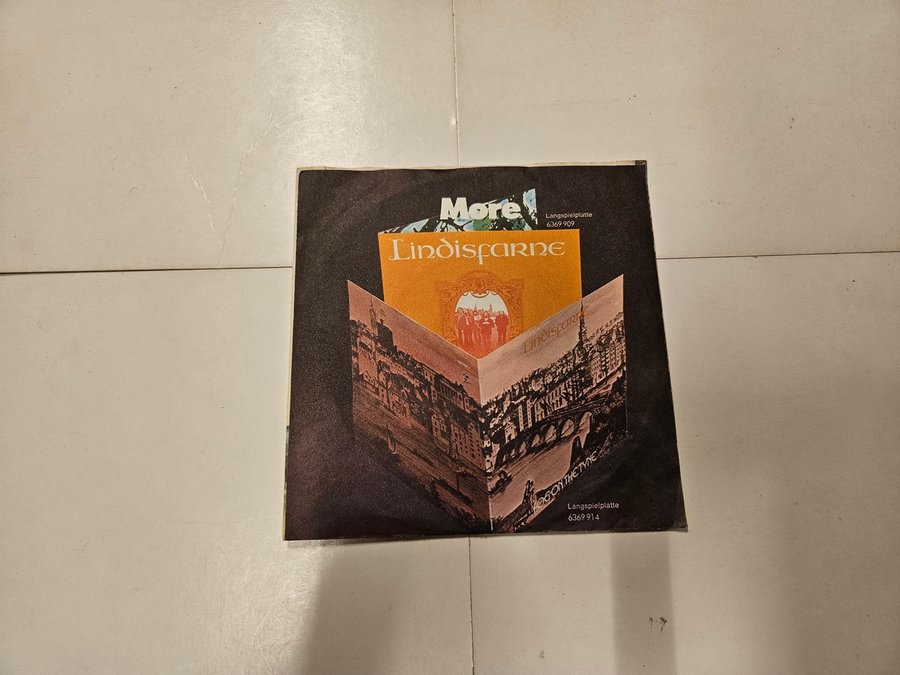 More
Langspielplatte
6369 909
Lindisfarne
LINDISFARNE
FOG ON THE TYNE
Langspielplatte
6369 914